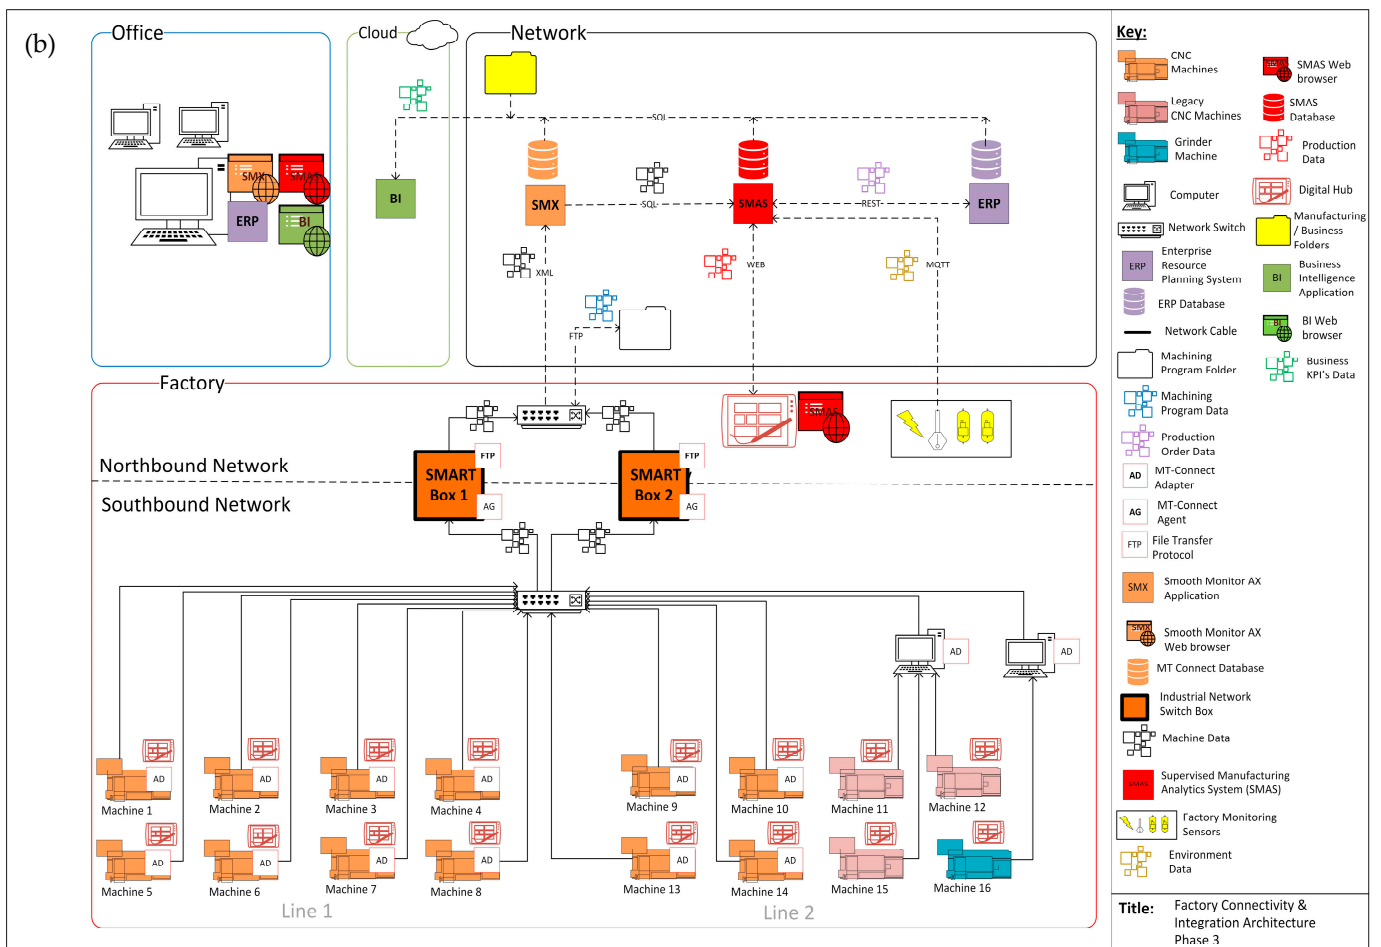 (b)
Office
Cloud
Network
Key:
SMX
SMAS
ERP
BI
BI
SQL
SMX
SQL
SMAS
REST
ERP
XML
WEB
MQTT
FTP
Factory
SMAS
Northbound Network
Southbound Network
SMART
Box 1
FTP
AG
SMART
Box 2
FTP
AG
AD
AD
AD
Machine 1
AD
Machine 2
AD
Machine 3
AD
Machine 4
AD
Machine 9
AD
Machine 10
Machine 11
Machine 12
AD
Machine 5
AD
Machine 6
AD
Machine 7
AD
Machine 8
AD
Machine 13
AD
Machine 14
Machine 15
Machine 16
Line 1
Line 2
CNC
Machines
Legacy
CNC Machines
Grinder
Machine
Computer
Network Switch
ERP
Enterprise
Resource
Planning System
ERP Database
Network Cable
Machining
Program Folder
Machining
Program Data
Production
Order Data
AD
MT-Connect
Adapter
AG
MT-Connect
Agent
FTP
File Transfer
Protocol
SMX
Smooth Monitor AX
Application
SMX
Smooth Monitor AX
Web browser
MT Connect Database
Industrial Network
Switch Box
Machine Data
SMAS
Supervised Manufacturing
Analytics System (SMAS)
Factory Monitoring
Sensors
Environment
Data
SMAS Web
browser
SMAS
Database
Production
Data
Digital Hub
Manufacturing
/ Business
Folders
BI
Business
Intelligence
Application
BI
BI Web
browser
Business
KPI's Data
Title:
Factory Connectivity &
Integration Architecture
Phase 3